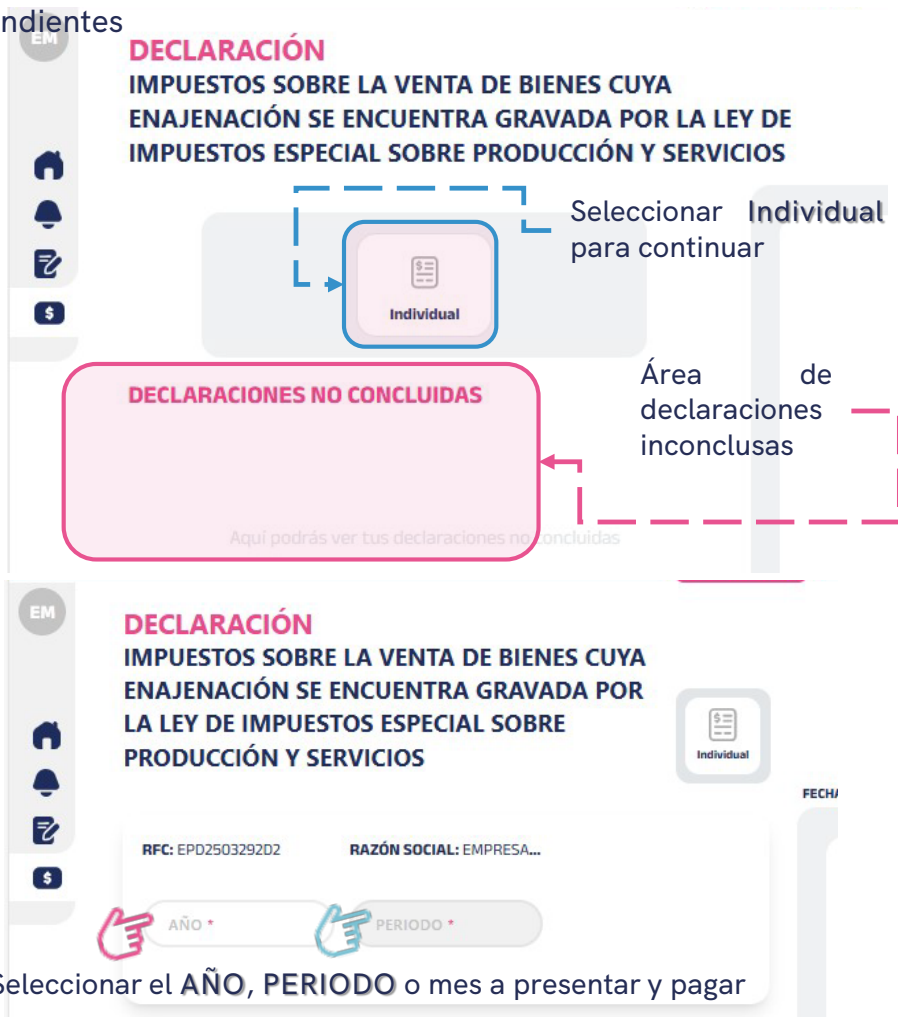 ndientes
EM
DECLARACIÓN
IMPUESTOS SOBRE LA VENTA DE BIENES CUYA
ENAJENACIÓN SE ENCUENTRA GRAVADA POR LA LEY DE
IMPUESTOS ESPECIAL SOBRE PRODUCCIÓN Y SERVICIOS
Seleccionar Individual
para continuar
Individual
Área de
declaraciones
inconclusas
DECLARACIONES NO CONCLUIDAS
Aquí podrás ver tus declaraciones no concluidas
EM
DECLARACIÓN
IMPUESTOS SOBRE LA VENTA DE BIENES CUYA
ENAJENACIÓN SE ENCUENTRA GRAVADA POR
LA LEY DE IMPUESTOS ESPECIAL SOBRE
PRODUCCIÓN Y SERVICIOS
Individual
FECHA
RFC: EPD2503292D2 RAZÓN SOCIAL: EMPRESA...
AÑO * PERIODO *
Seleccionar el AÑO, PERIODO o mes a presentar y pagar